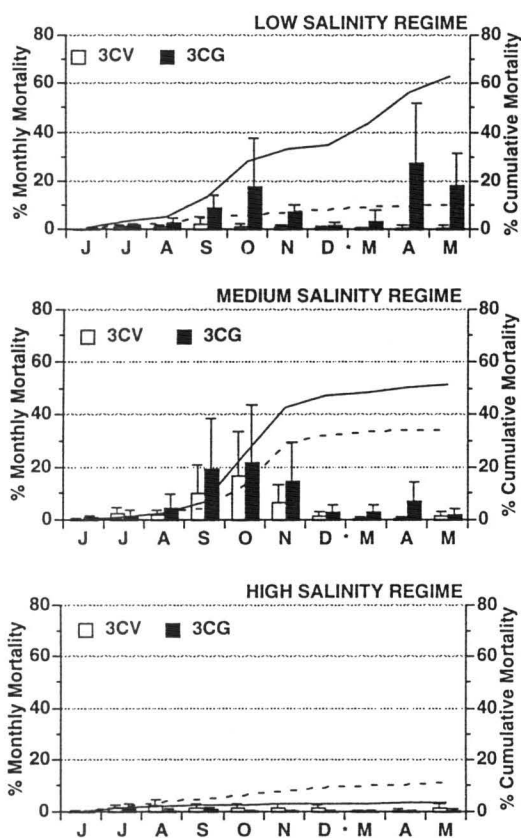 LOW SALINITY REGIME
% Monthly Mortality
80
60
40
20
0
3CV 3CG
80
60
40
20
0
% Cumulative Mortality
J J A S O N D * M A M
MEDIUM SALINITY REGIME
% Monthly Mortality
80
60
40
20
0
3CV 3CG
80
60
40
20
0
% Cumulative Mortality
J J A S O N D * M A M
HIGH SALINITY REGIME
% Monthly Mortality
80
60
40
20
0
3CV 3CG
80
60
40
20
0
% Cumulative Mortality
J J A S O N D * M A M